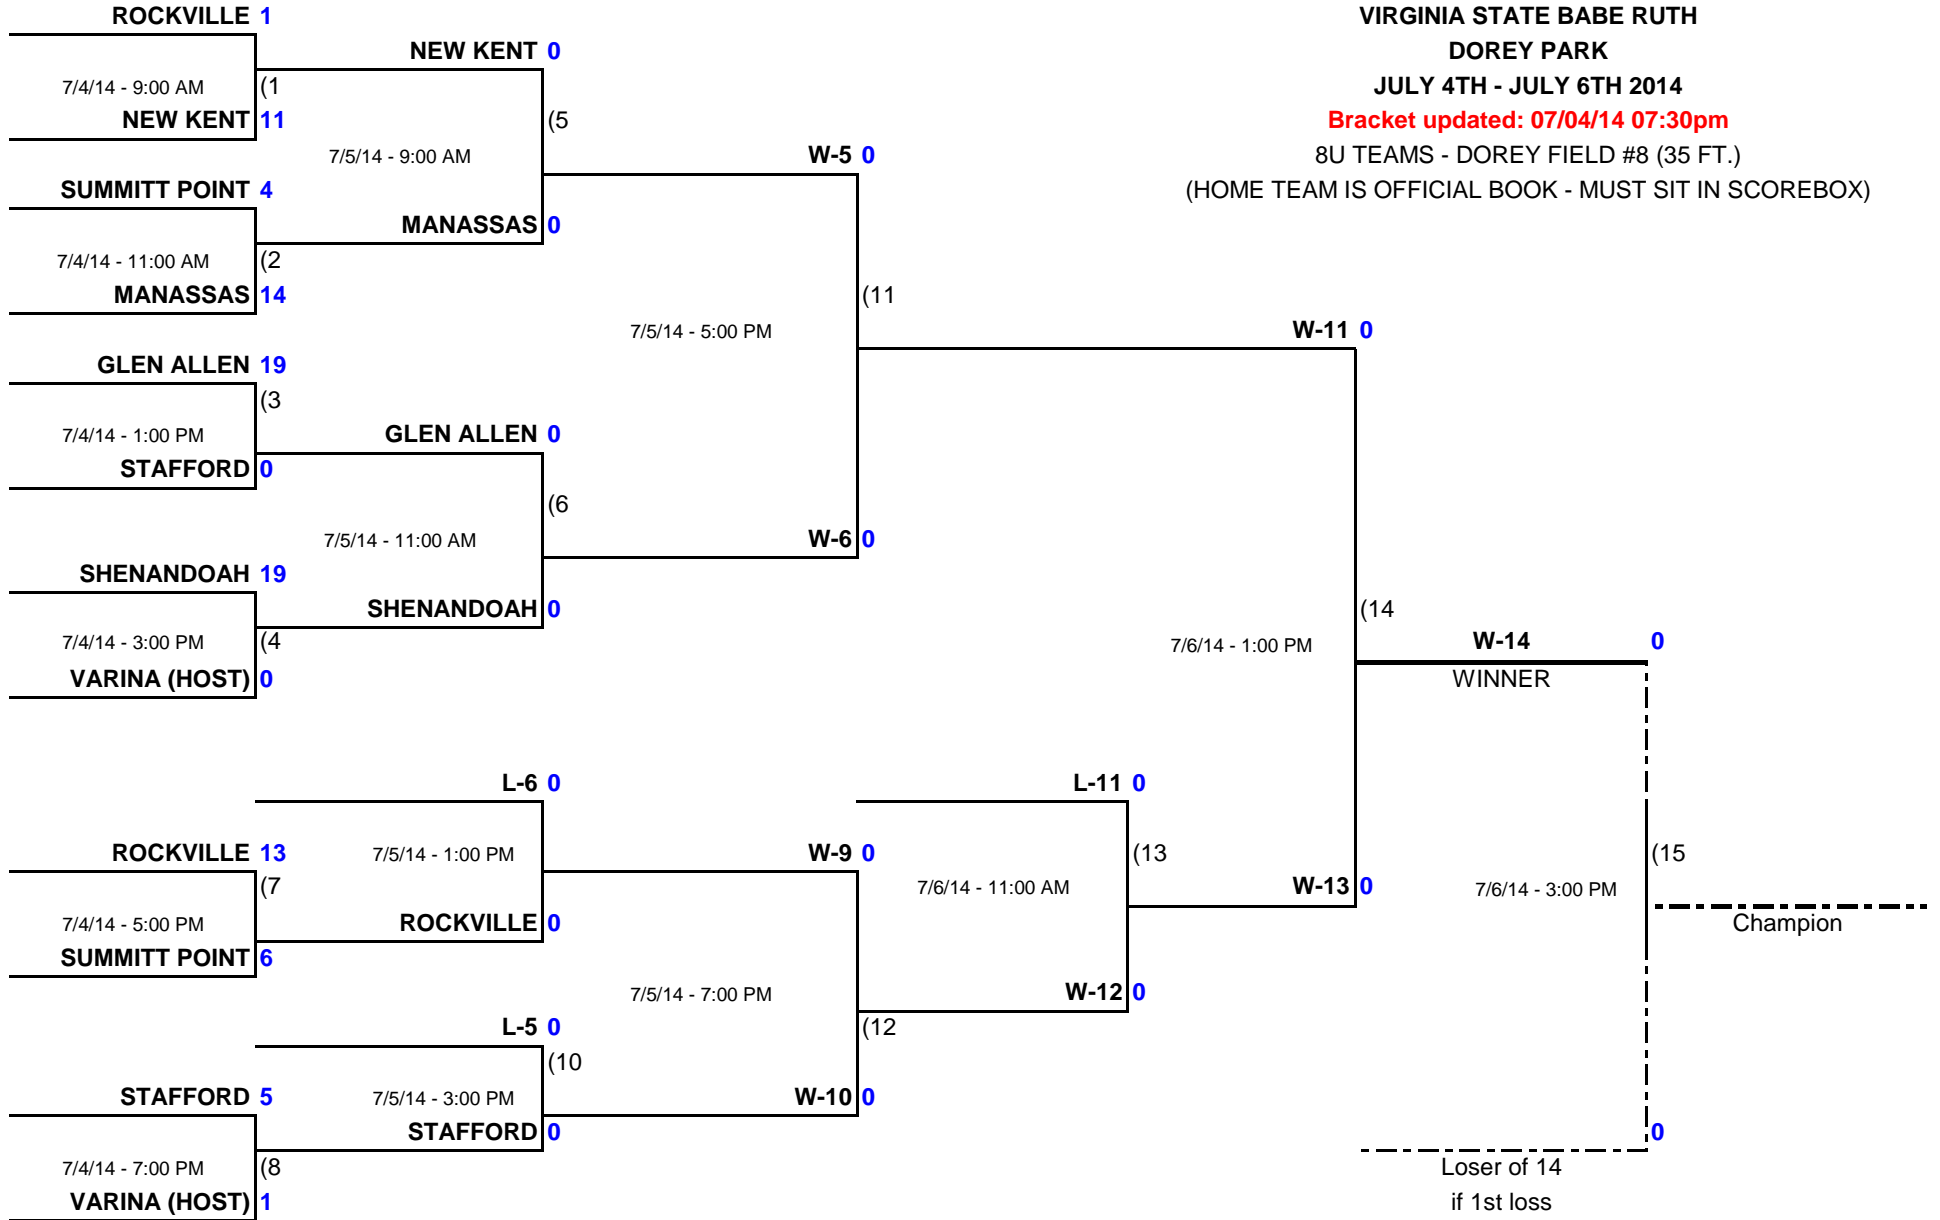 VIRGINIA STATE BABE RUTH
DOREY PARK
JULY 4TH - JULY 6TH 2014
Bracket updated: 07/04/14 07:30pm
8U TEAMS - DOREY FIELD #8 (35 FT.)
(HOME TEAM IS OFFICIAL BOOK - MUST SIT IN SCOREBOX)
ROCKVILLE 1
7/4/14 - 9:00 AM (1
NEW KENT 11
SUMMITT POINT 4
7/4/14 - 11:00 AM (2
MANASSAS 14
GLEN ALLEN 19
(3
7/4/14 - 1:00 PM
STAFFORD 0
SHENANDOAH 19
7/4/14 - 3:00 PM (4
VARINA (HOST) 0
NEW KENT 0
(5
7/5/14 - 9:00 AM
MANASSAS 0
GLEN ALLEN 0
(6
7/5/14 - 11:00 AM
SHENANDOAH 0
W-5 0
(11
7/5/14 - 5:00 PM
W-6 0
W-11 0
(14
7/6/14 - 1:00 PM
W-13 0
W-14 0
WINNER
(15
7/6/14 - 3:00 PM
Champion
0
Loser of 14
if 1st loss
ROCKVILLE 13
(7
7/4/14 - 5:00 PM
SUMMITT POINT 6
STAFFORD 5
7/4/14 - 7:00 PM (8
VARINA (HOST) 1
L-6 0
7/5/14 - 1:00 PM
ROCKVILLE 0
L-5 0
(10
7/5/14 - 3:00 PM
STAFFORD 0
W-9 0
7/5/14 - 7:00 PM
(12
W-10 0
L-11 0
(13
7/6/14 - 11:00 AM
W-12 0